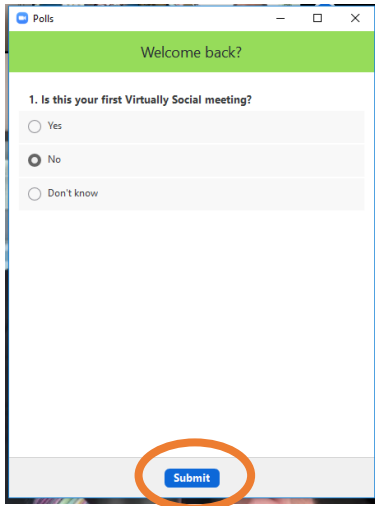 Polls
Welcome back?
1. Is this your first Virtually Social meeting?
Yes
No
Don't know
Submit